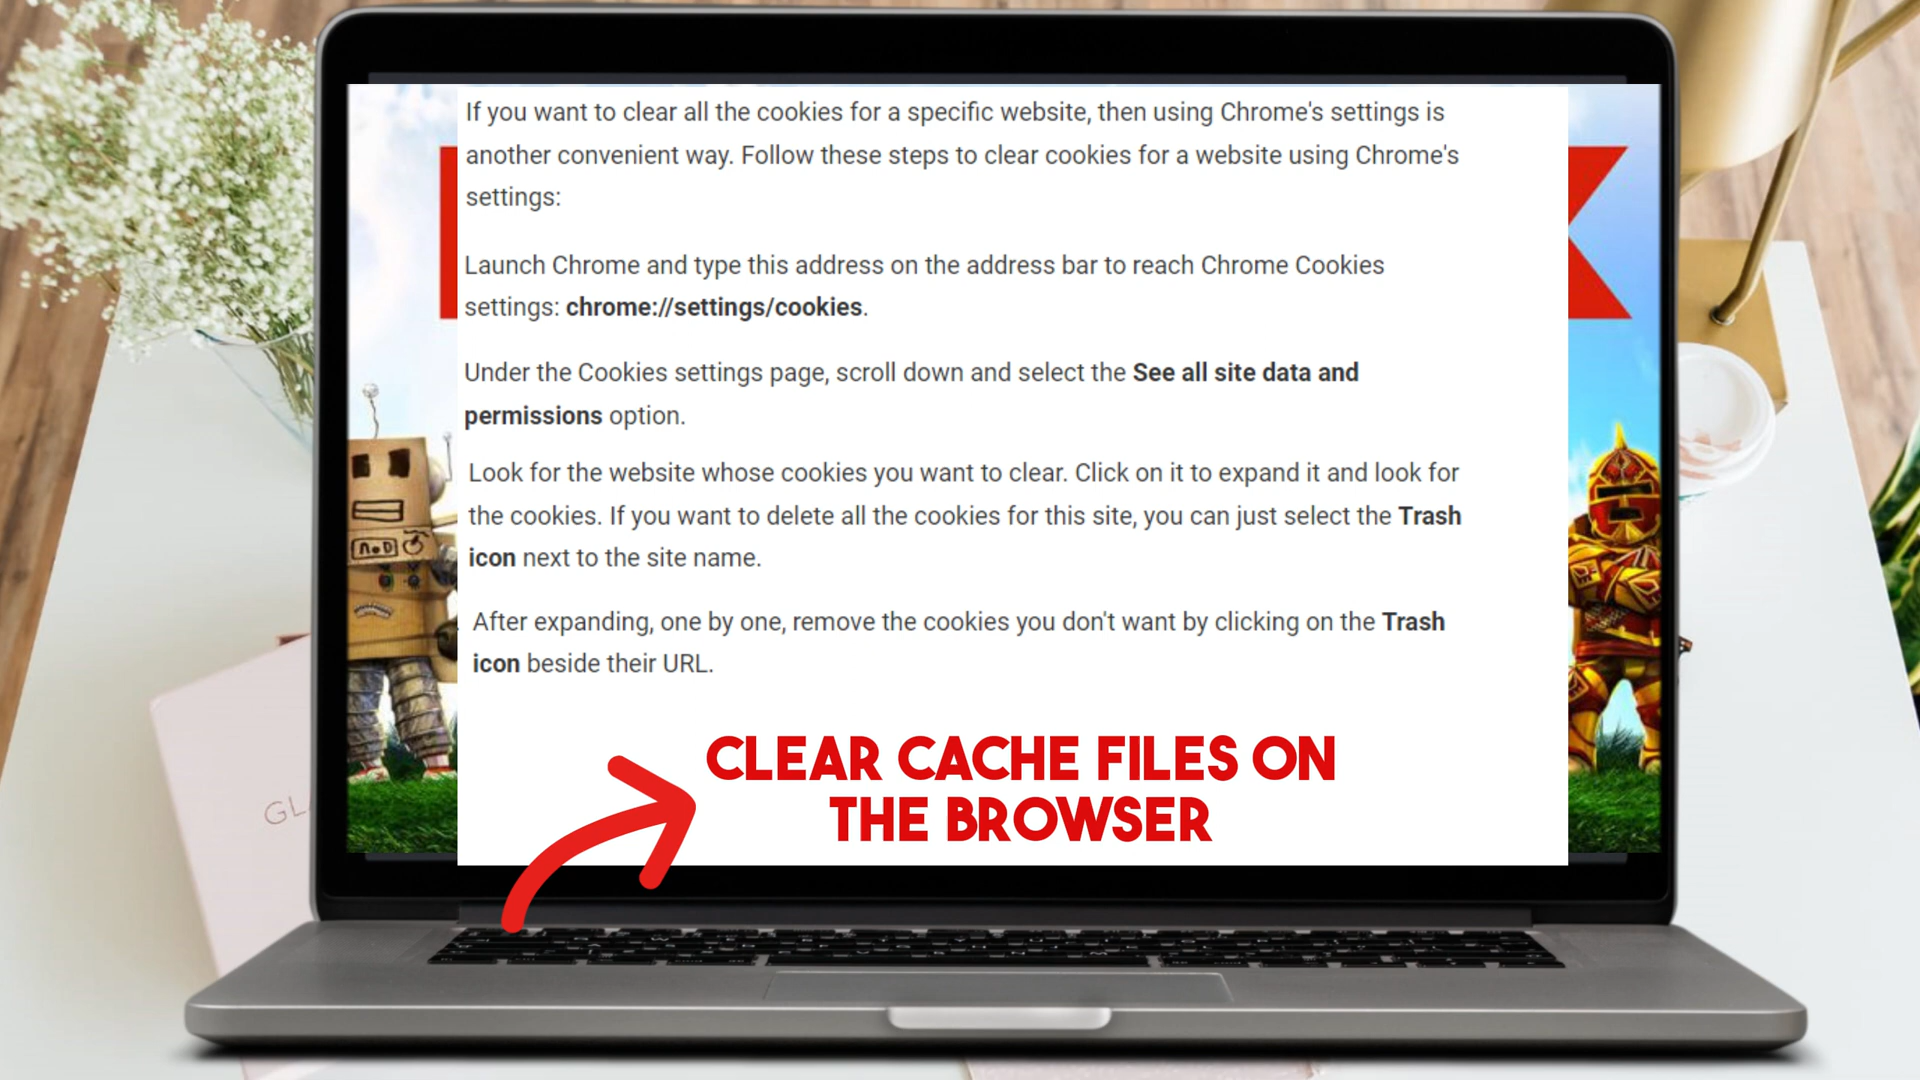 If you want to clear all the cookies for a specific website, then using Chrome's settings is
another convenient way. Follow these steps to clear cookies for a website using Chrome's
settings:
Launch Chrome and type this address on the address bar to reach Chrome Cookies
settings: chrome://settings/cookies.
Under the Cookies settings page, scroll down and select the See all site data and
permissions option.
Look for the website whose cookies you want to clear. Click on it to expand it and look for
the cookies. If you want to delete all the cookies for this site, you can just select the Trash
icon next to the site name.
After expanding, one by one, remove the cookies you don't want by clicking on the Trash
icon beside their URL.
CLEAR CACHE FILES ON
THE BROWSER